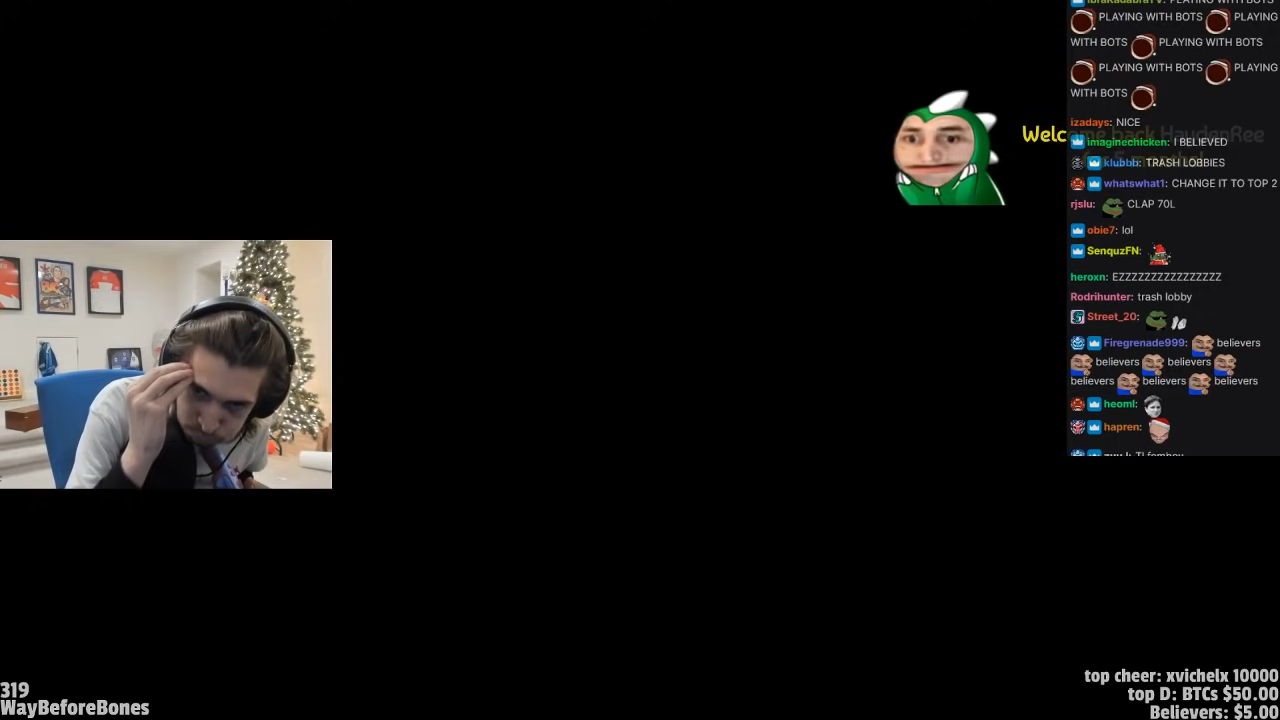 PLAYING WITH BOTS PLAYING
WITH BOTS PLAYING WITH BOTS
PLAYING WITH BOTS PLAYING
WITH BOTS
izadays: NICE
Welcome back HaydenRee
imaginechicken: I BELIEVED
klubbb: TRASH LOBBIES
whatswhat1: CHANGE IT TO TOP 2
rjslu: CLAP 70L
obie7: lol
SenquzFN:
heroxn: EZZZZZZZZZZZZZZZZZ
Rodrihunter: trash lobby
Street_20:
Firegrenade999: believers
believers believers
believers believers believers
heoml:
hapren:
319
WayBeforeBones
top cheer: xvichelx 10000
top D: BTCs $50.00
Believers: $5.00